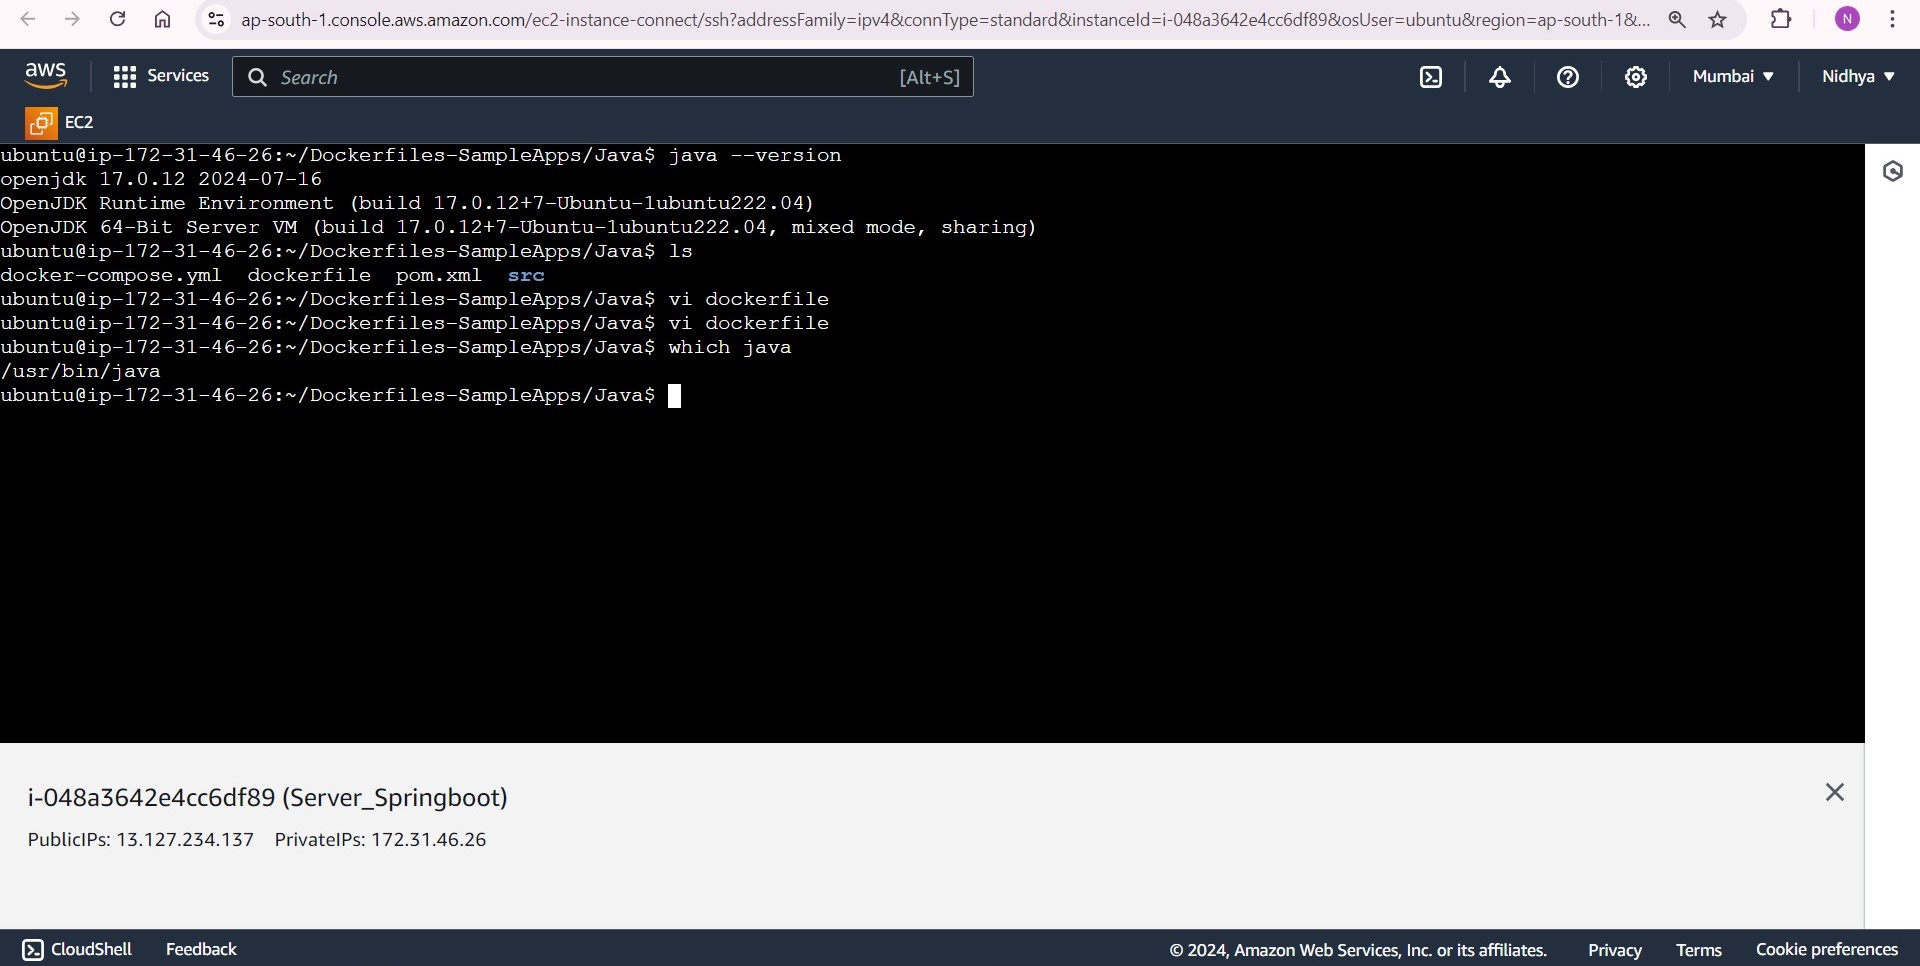 ap-south-1.console.aws.amazon.com/ec2-instance-connect/ssh?addressFamily=ipv4&connType=standard&instanceId=i-048a3642e4cc6df89&osUser=ubuntu&region=ap-south-1&...
N
aws
Services
Search
[Alt+S]
Mumbai
Nidhya
EC2
ubuntu@ip-172-31-46-26:~/Dockerfiles-SampleApps/Java$ java --version
openjdk 17.0.12 2024-07-16
OpenJDK Runtime Environment (build 17.0.12+7-Ubuntu-1ubuntu222.04)
OpenJDK 64-Bit Server VM (build 17.0.12+7-Ubuntu-1ubuntu222.04, mixed mode, sharing)
ubuntu@ip-172-31-46-26:~/Dockerfiles-SampleApps/Java$ ls
docker-compose.yml  dockerfile  pom.xml  src
ubuntu@ip-172-31-46-26:~/Dockerfiles-SampleApps/Java$ vi dockerfile
ubuntu@ip-172-31-46-26:~/Dockerfiles-SampleApps/Java$ vi dockerfile
ubuntu@ip-172-31-46-26:~/Dockerfiles-SampleApps/Java$ which java
/usr/bin/java
ubuntu@ip-172-31-46-26:~/Dockerfiles-SampleApps/Java$
i-048a3642e4cc6df89 (Server_Springboot)
PublicIPs: 13.127.234.137 PrivateIPs: 172.31.46.26
CloudShell Feedback © 2024, Amazon Web Services, Inc. or its affiliates. Privacy Terms Cookie preferences